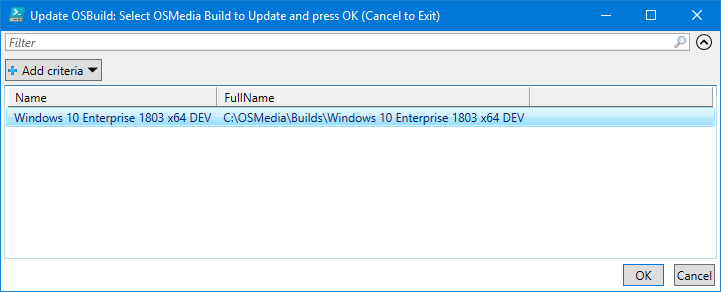 Update OSBuild: Select OSMedia Build to Update and press OK (Cancel to Exit)
Filter
Add criteria
Name FullName
Windows 10 Enterprise 1803 x64 DEV C:\OSMedia\Builds\Windows 10 Enterprise 1803 x64 DEV
OK Cancel